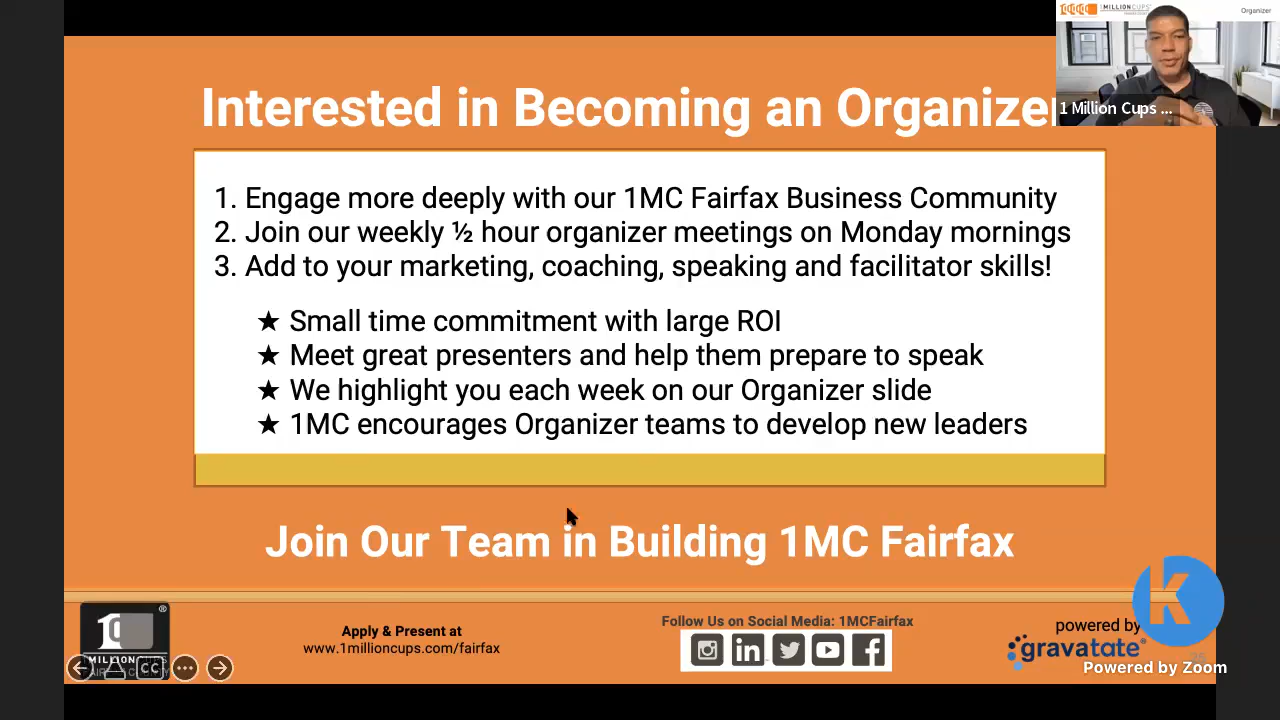 MILLIONCUPS
Organizer
1 Million Cups ...
Interested in Becoming an Organizer
1. Engage more deeply with our 1MC Fairfax Business Community
2. Join our weekly ½ hour organizer meetings on Monday mornings
3. Add to your marketing, coaching, speaking and facilitator skills!
★ Small time commitment with large ROI
★ Meet great presenters and help them prepare to speak
★ We highlight you each week on our Organizer slide
★ 1MC encourages Organizer teams to develop new leaders
Join Our Team in Building 1MC Fairfax
Apply & Present at
www.1millioncups.com/fairfax
Follow Us on Social Media: 1MCFairfax
powered by
gravatate®
K
Powered by Zoom
MILLION CUPS
CC